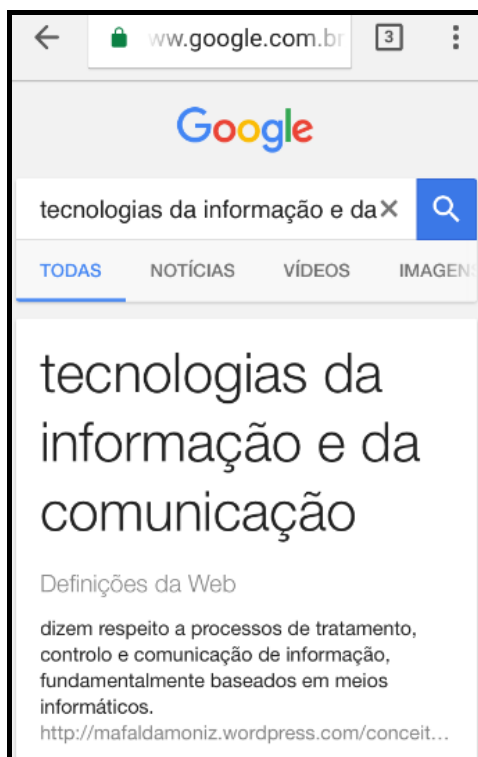 ww.google.com.br
3
Google
tecnologias da informação e da
TODAS NOTÍCIAS VÍDEOS IMAGENS
tecnologias da
informação e da
comunicação
Definições da Web
dizem respeito a processos de tratamento,
controlo e comunicação de informação,
fundamentalmente baseados em meios
informáticos.
http://mafaldamoniz.wordpress.com/conceit...